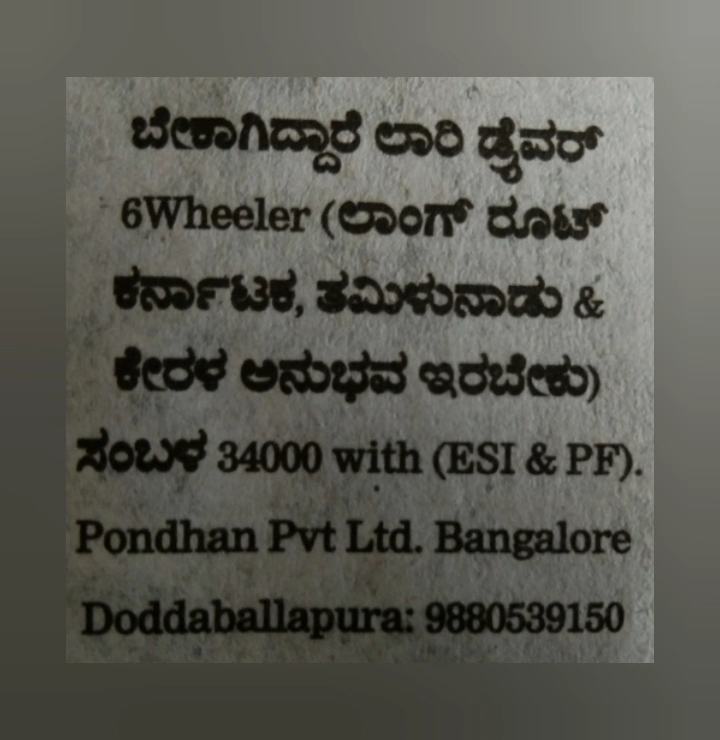 ಬೇಕಾಗಿದ್ದಾರೆ ಲಾರಿ ಡ್ರೈವರ್
6Wheeler (ಲಾಂಗ್ ರೂಟ್
ಕರ್ನಾಟಕ, ತಮಿಳುನಾಡು &
ಕೇರಳ ಅನುಭವ ಇರಬೇಕು)
ಸಂಬಳ 34000 with (ESI & PF).
Pondhan Pvt Ltd. Bangalore
Doddaballapura: 9880539150